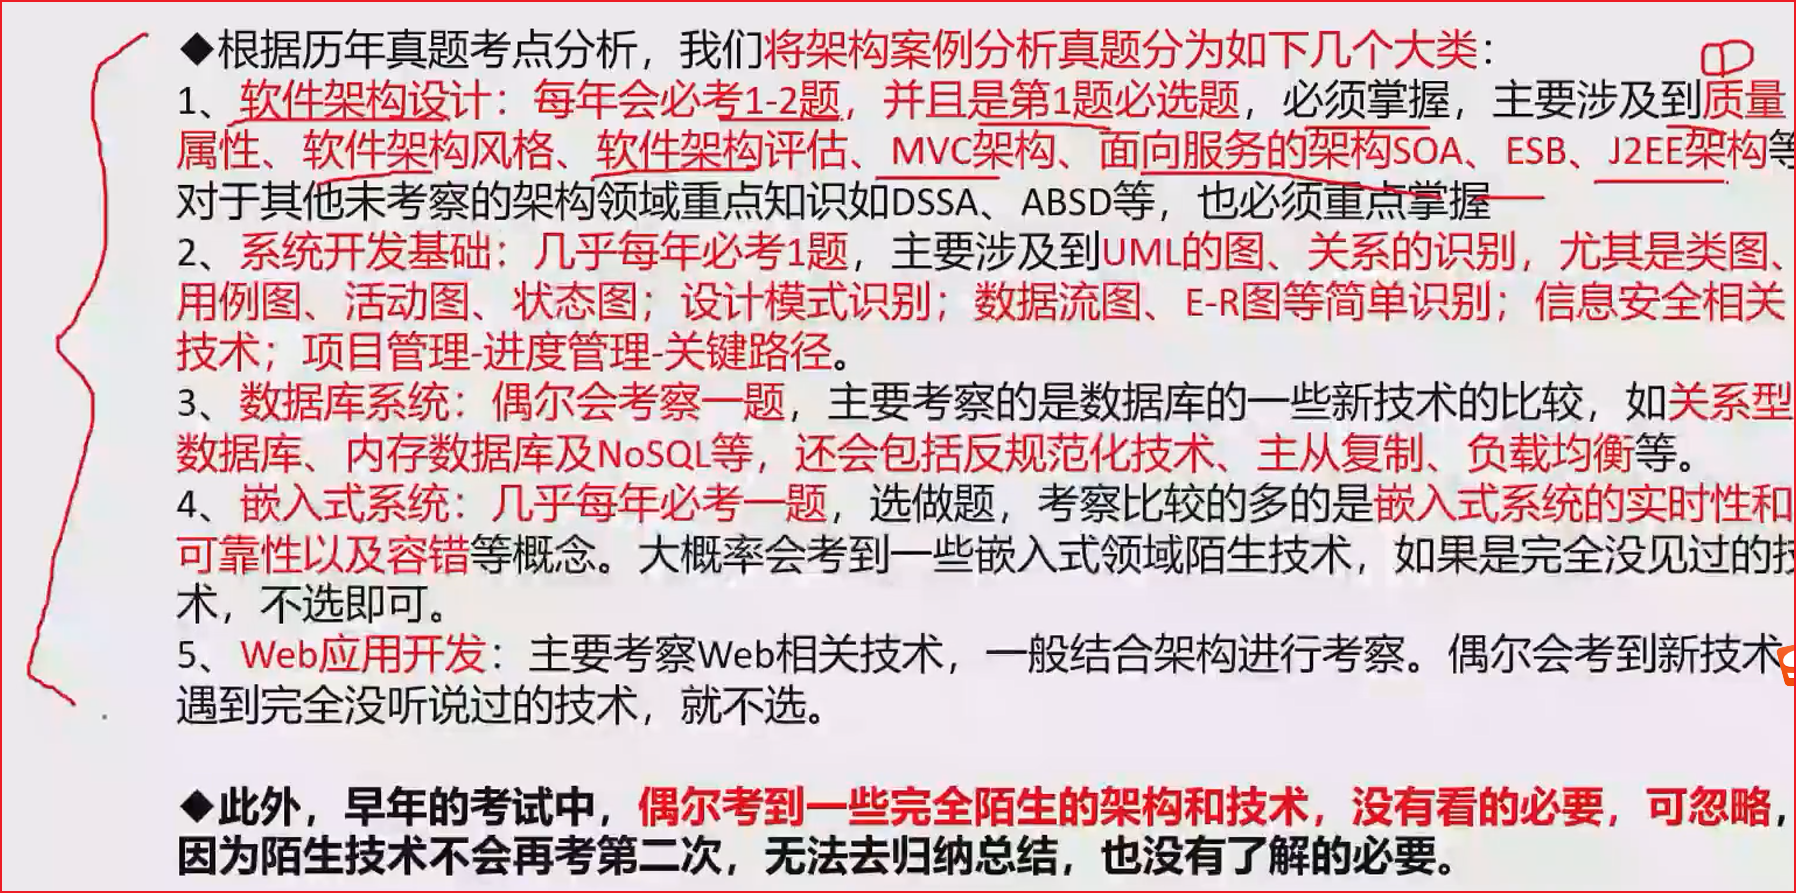 ◆根据历年真题考点分析，我们将架构案例分析真题分为如下几个大类：
1、软件架构设计：每年会必考1-2题，并且是第1题必选题，必须掌握，主要涉及到质量
属性、软件架构风格、软件架构评估、MVC架构、面向服务的架构SOA、ESB、J2EE架构等
对于其他未考察的架构领域重点知识如DSSA、ABSD等，也必须重点掌握
2、系统开发基础：几乎每年必考1题，主要涉及到UML的图、关系的识别，尤其是类图、
用例图、活动图、状态图；设计模式识别；数据流图、E-R图等简单识别；信息安全相关
技术；项目管理-进度管理-关键路径。
3、数据库系统：偶尔会考察一题，主要考察的是数据库的一些新技术的比较，如关系型
数据库、内存数据库及NoSQL等，还会包括反规范化技术、主从复制、负载均衡等。
4、嵌入式系统：几乎每年必考一题，选做题，考察比较的多的是嵌入式系统的实时性和
可靠性以及容错等概念。大概率会考到一些嵌入式领域陌生技术，如果是完全没见过的技
术，不选即可。
5、Web应用开发：主要考察Web相关技术，一般结合架构进行考察。偶尔会考到新技术
遇到完全没听说过的技术，就不选。
◆此外，早年的考试中，偶尔考到一些完全陌生的架构和技术，没有看的必要，可忽略，
因为陌生技术不会再考第二次，无法去归纳总结，也没有了解的必要。